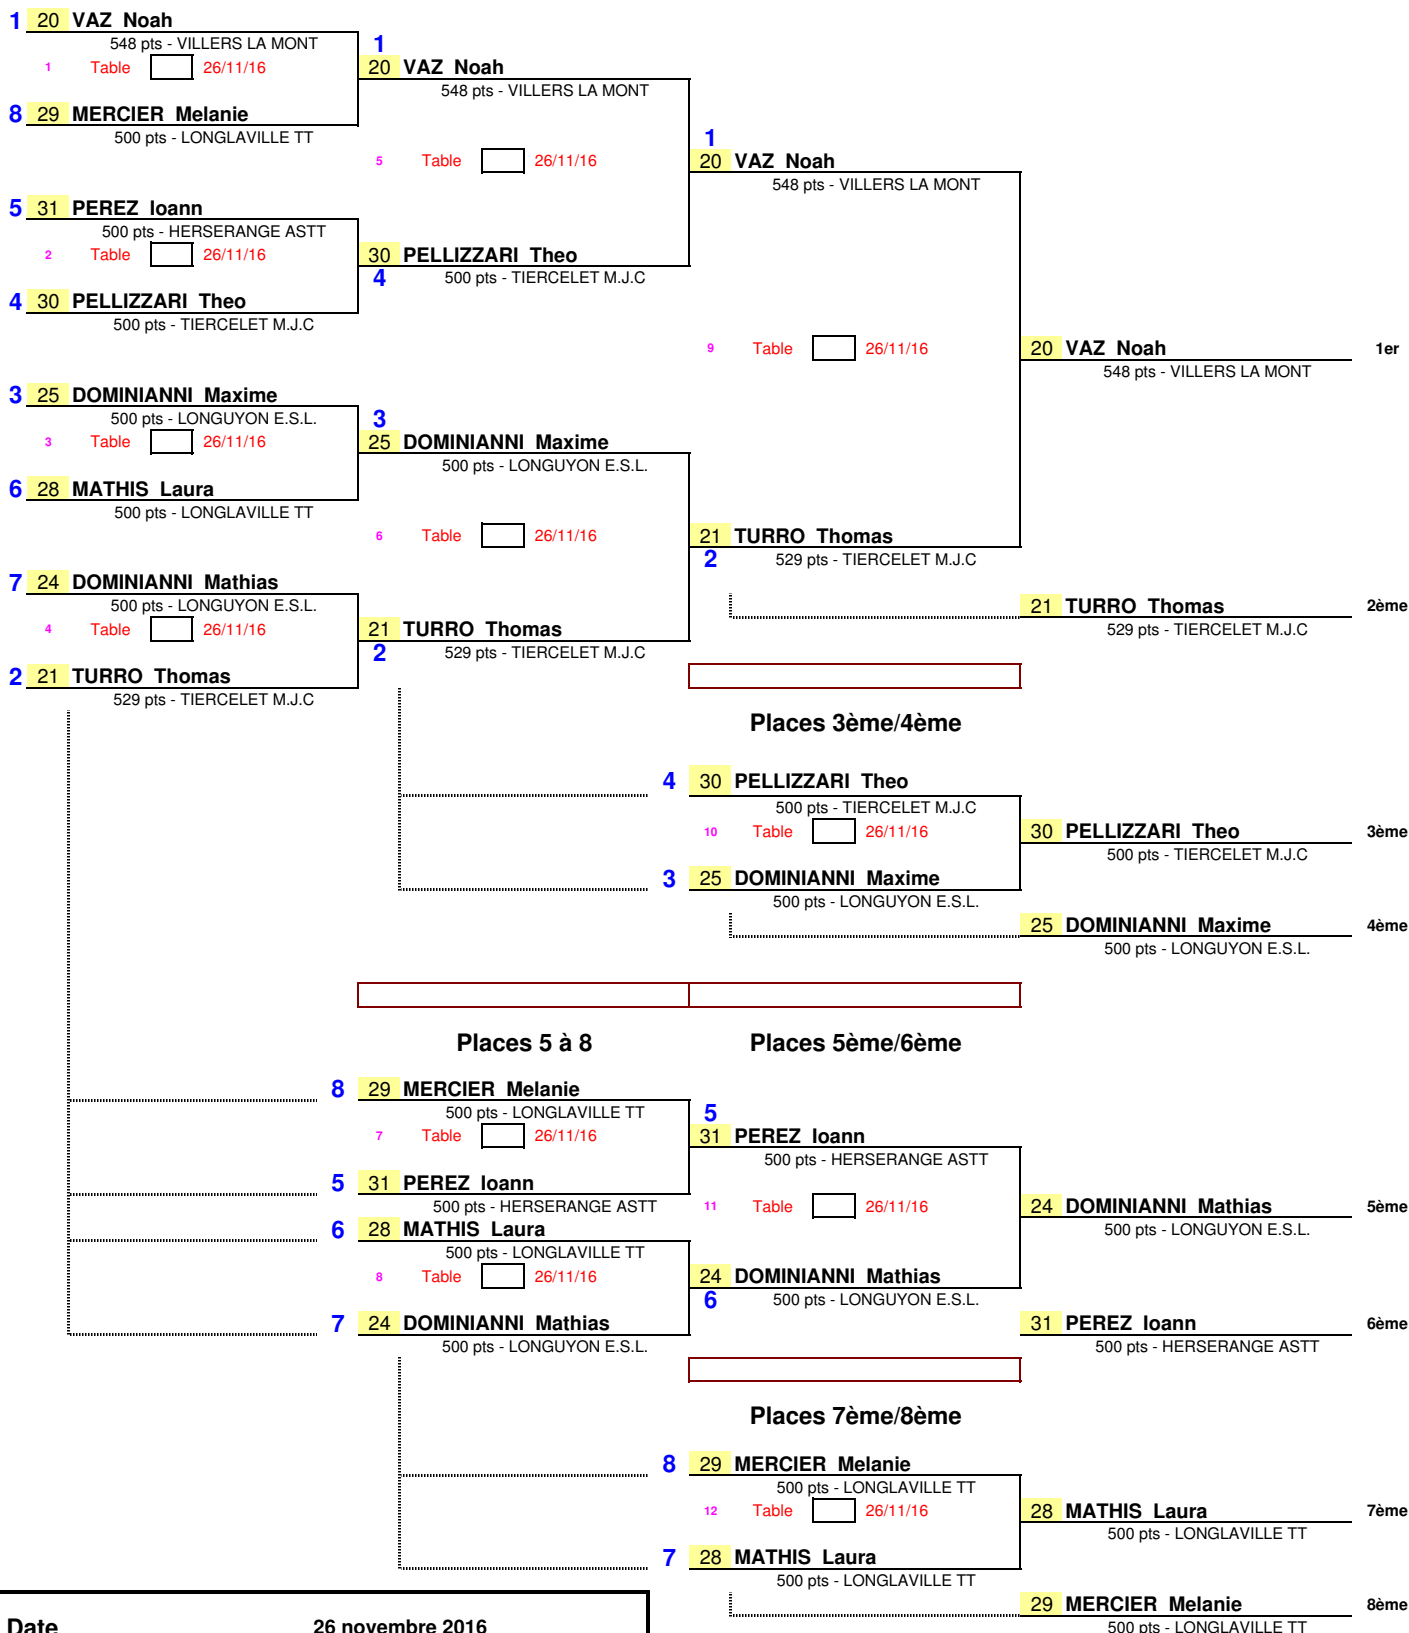 1 20 VAZ Noah
548 pts - VILLERS LA MONT
1 Table 26/11/16
8 29 MERCIER Melanie
500 pts - LONGLAVILLE TT
5 31 PEREZ Ioann
500 pts - HERSERANGE ASTT
2 Table 26/11/16
4 30 PELLIZZARI Theo
500 pts - TIERCELET M.J.C
3 25 DOMINIANNI Maxime
500 pts - LONGUYON E.S.L.
3 Table 26/11/16
6 28 MATHIS Laura
500 pts - LONGLAVILLE TT
7 24 DOMINIANNI Mathias
500 pts - LONGUYON E.S.L.
4 Table 26/11/16
2 21 TURRO Thomas
529 pts - TIERCELET M.J.C
1
20 VAZ Noah
548 pts - VILLERS LA MONT
5 Table 26/11/16
30 PELLIZZARI Theo
4 500 pts - TIERCELET M.J.C
3
25 DOMINIANNI Maxime
500 pts - LONGUYON E.S.L.
6 Table 26/11/16
21 TURRO Thomas
2 529 pts - TIERCELET M.J.C
1
20 VAZ Noah
548 pts - VILLERS LA MONT
9 Table 26/11/16
21 TURRO Thomas
2 529 pts - TIERCELET M.J.C
20 VAZ Noah 1er
548 pts - VILLERS LA MONT
21 TURRO Thomas 2ème
529 pts - TIERCELET M.J.C
Places 3ème/4ème
4 30 PELLIZZARI Theo
500 pts - TIERCELET M.J.C
10 Table 26/11/16
3 25 DOMINIANNI Maxime
500 pts - LONGUYON E.S.L.
30 PELLIZZARI Theo 3ème
500 pts - TIERCELET M.J.C
25 DOMINIANNI Maxime 4ème
500 pts - LONGUYON E.S.L.
Places 5 à 8
8 29 MERCIER Melanie
500 pts - LONGLAVILLE TT
7 Table 26/11/16
5 31 PEREZ Ioann
500 pts - HERSERANGE ASTT
6 28 MATHIS Laura
500 pts - LONGLAVILLE TT
8 Table 26/11/16
7 24 DOMINIANNI Mathias
500 pts - LONGUYON E.S.L.
Places 5ème/6ème
5
31 PEREZ Ioann
500 pts - HERSERANGE ASTT
11 Table 26/11/16
24 DOMINIANNI Mathias
6 500 pts - LONGUYON E.S.L.
24 DOMINIANNI Mathias 5ème
500 pts - LONGUYON E.S.L.
31 PEREZ Ioann 6ème
500 pts - HERSERANGE ASTT
Places 7ème/8ème
8 29 MERCIER Melanie
500 pts - LONGLAVILLE TT
12 Table 26/11/16
7 28 MATHIS Laura
500 pts - LONGLAVILLE TT
28 MATHIS Laura 7ème
500 pts - LONGLAVILLE TT
29 MERCIER Melanie 8ème
500 pts - LONGLAVILLE TT
Date 26 novembre 2016